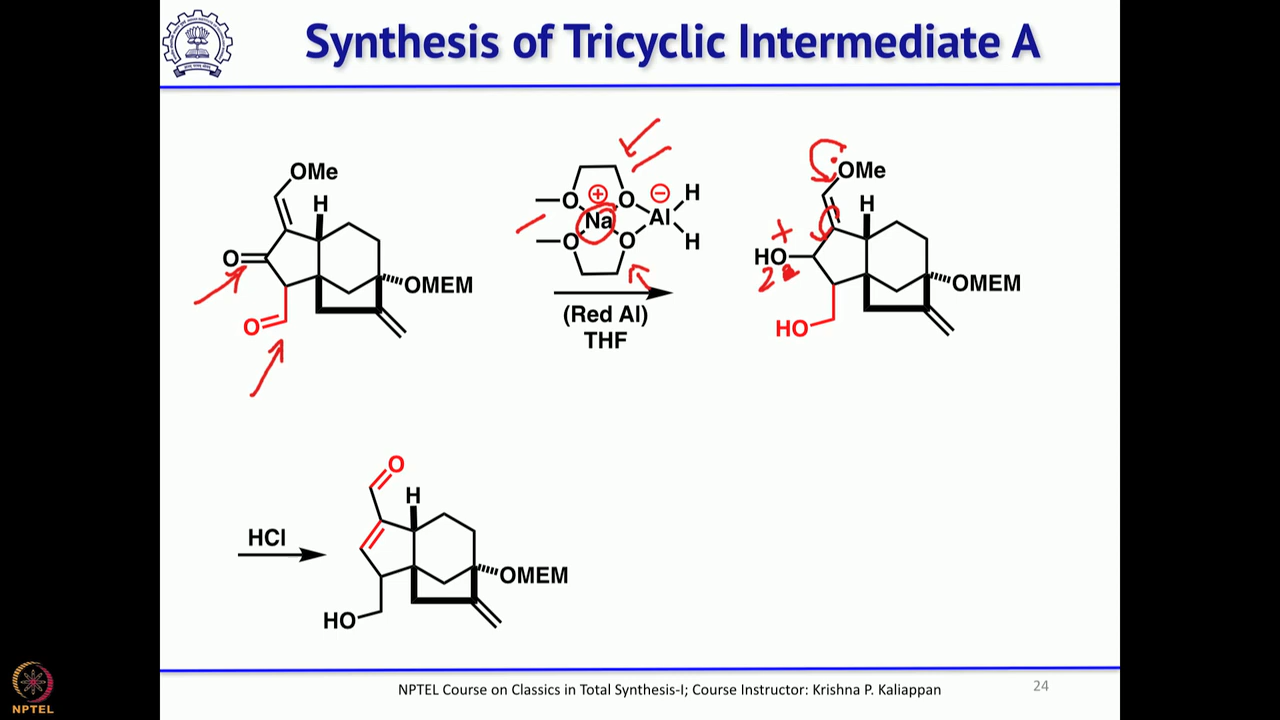 Synthesis of Tricyclic Intermediate A
OMe
H
O
OMEM
O
O
O
Na
Al
H
H
O
O
(Red Al)
THF
OMe
H
HO
2
OMEM
HO
HCl
O
H
OMEM
HO
NPTEL Course on Classics in Total Synthesis-I; Course Instructor: Krishna P. Kaliappan
24
NPTEL